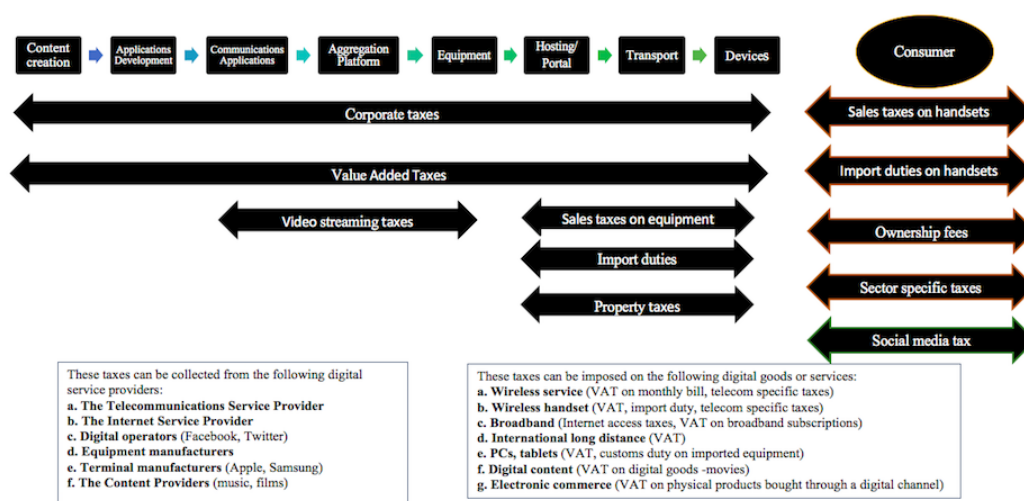 Content
creation
Applications
Development
Communications
Applications
Aggregation
Platform
Equipment
Hosting/
Portal
Transport
Devices
Consumer
Corporate taxes
Sales taxes on handsets
Value Added Taxes
Import duties on handsets
Video streaming taxes
Sales taxes on equipment
Ownership fees
Import duties
Sector specific taxes
Property taxes
Social media tax
These taxes can be collected from the following digital
service providers:
a. The Telecommunications Service Provider
b. The Internet Service Provider
c. Digital operators (Facebook, Twitter)
d. Equipment manufacturers
e. Terminal manufacturers (Apple, Samsung)
f. The Content Providers (music, films)
These taxes can be imposed on the following digital goods or services:
a. Wireless service (VAT on monthly bill, telecom specific taxes)
b. Wireless handset (VAT, import duty, telecom specific taxes)
c. Broadband (Internet access taxes, VAT on broadband subscriptions)
d. International long distance (VAT)
e. PCs, tablets (VAT, customs duty on imported equipment)
f. Digital content (VAT on digital goods -movies)
g. Electronic commerce (VAT on physical products bought through a digital channel)